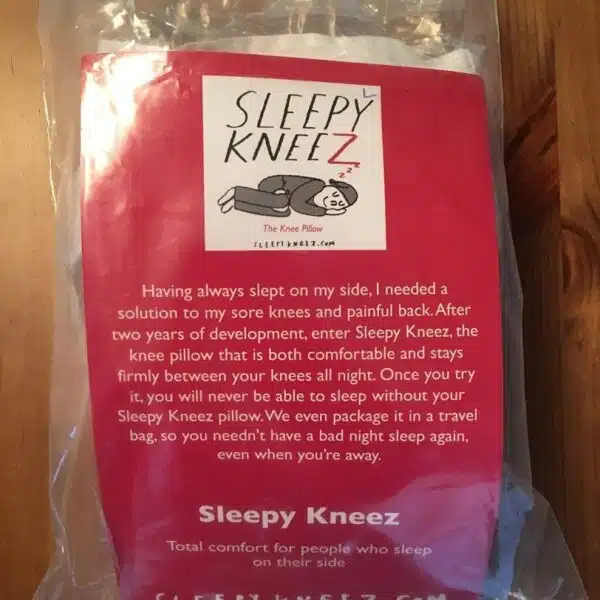 SLEEPY
KNEEZ
z z z
The Knee Pillow
SLEEPYKNEEZ.COM
Having always slept on my side, I needed a
solution to my sore knees and painful back. After
two years of development, enter Sleepy Kneez, the
knee pillow that is both comfortable and stays
firmly between your knees all night. Once you try
it, you will never be able to sleep without your
Sleepy Kneez pillow. We even package it in a travel
bag, so you needn't have a bad night sleep again,
even when you're away.
Sleepy Kneez
Total comfort for people who sleep
on their side
SLEEPYKNEEZ.COM